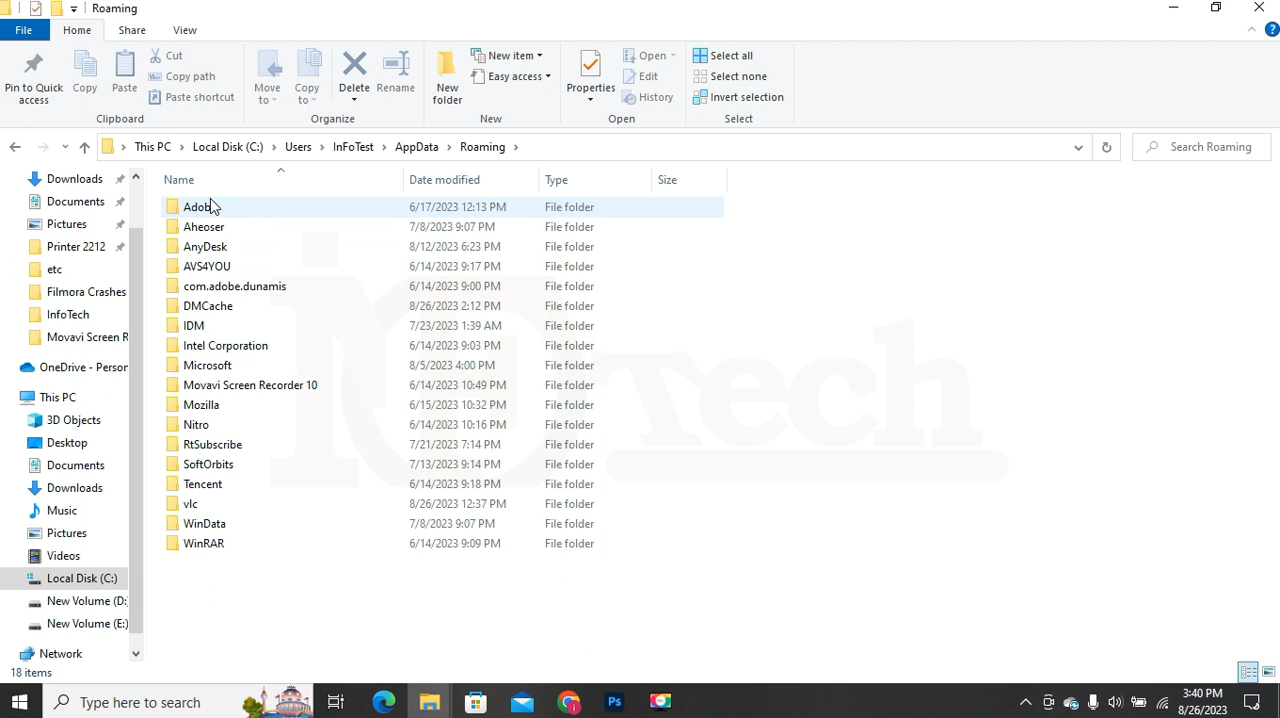 Roaming
File Home Share View
Pin to Quick access Copy Paste Cut Copy path Paste shortcut Move to Copy to Delete Rename New folder New item Easy access Properties Open Edit History Select all Select none Invert selection
Clipboard Organize New Open Select
This PC Local Disk (C:) Users InFoTest AppData Roaming Search Roaming
Name Date modified Type Size
Adob 6/17/2023 12:13 PM File folder
Aheoser 7/8/2023 9:07 PM File folder
AnyDesk 8/12/2023 6:23 PM File folder
AVS4YOU 6/14/2023 9:17 PM File folder
com.adobe.dunamis 6/14/2023 9:00 PM File folder
DMCache 8/26/2023 2:12 PM File folder
IDM 7/23/2023 1:39 AM File folder
Intel Corporation 6/14/2023 9:03 PM File folder
Microsoft 8/5/2023 4:00 PM File folder
Movavi Screen Recorder 10 6/14/2023 10:49 PM File folder
Mozilla 6/15/2023 10:32 PM File folder
Nitro 6/14/2023 10:16 PM File folder
RtSubscribe 7/21/2023 7:14 PM File folder
SoftOrbits 7/13/2023 9:14 PM File folder
Tencent 6/14/2023 9:18 PM File folder
vlc 8/26/2023 12:37 PM File folder
WinData 7/8/2023 9:07 PM File folder
WinRAR 6/14/2023 9:09 PM File folder
Downloads
Documents
Pictures
Printer 2212
etc
Filmora Crashes
InfoTech
Movavi Screen R
OneDrive - Person
This PC
3D Objects
Desktop
Documents
Downloads
Music
Pictures
Videos
Local Disk (C:)
New Volume (D:
New Volume (E:)
Network
18 items
Type here to search
Ps
3:40 PM
8/26/2023